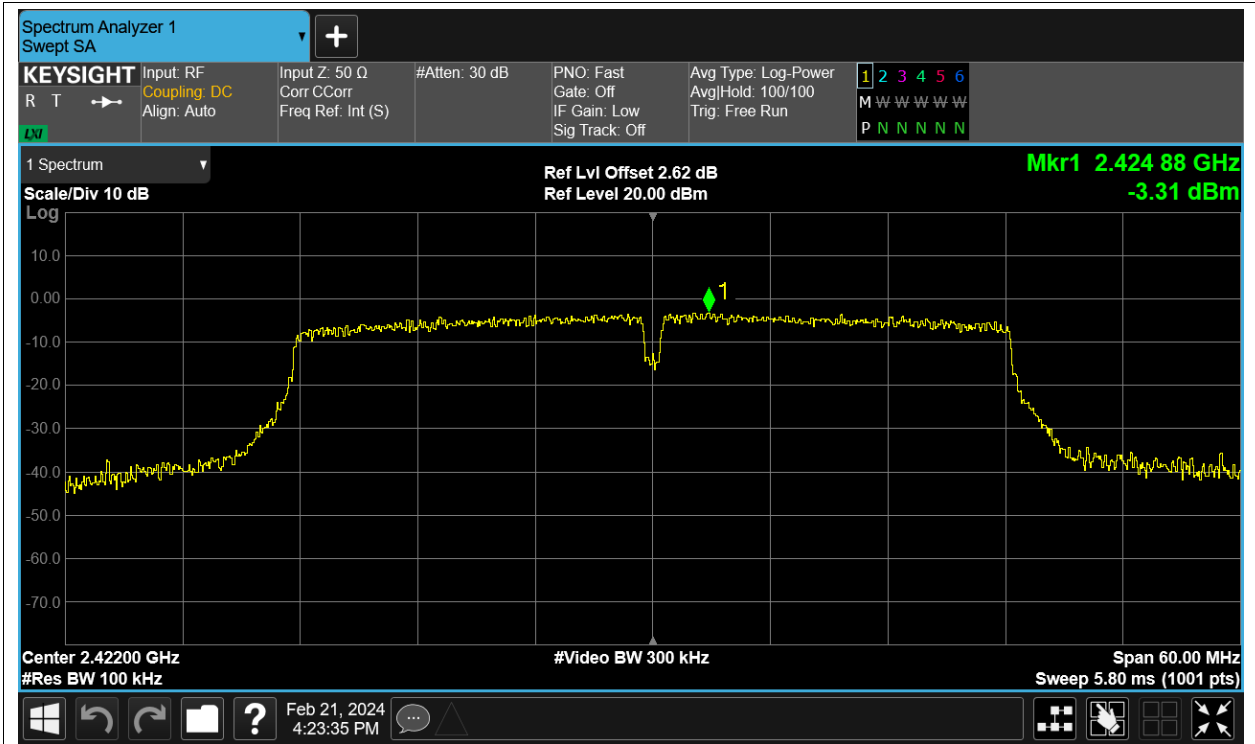 Spectrum Analyzer 1
Swept SA
+
KEYSIGHT
R T
LXI
Input: RF
Coupling: DC
Align: Auto
Input Z: 50 Ω
Corr CCorr
Freq Ref: Int (S)
#Atten: 30 dB
PNO: Fast
Gate: Off
IF Gain: Low
Sig Track: Off
Avg Type: Log-Power
Avg|Hold: 100/100
Trig: Free Run
1 2 3 4 5 6
M W W W W W
P N N N N N
1 Spectrum
Scale/Div 10 dB
Log
Ref Lvl Offset 2.62 dB
Ref Level 20.00 dBm
Mkr1 2.424 88 GHz
-3.31 dBm
10.0
0.00
-10.0
-20.0
-30.0
-40.0
-50.0
-60.0
-70.0
1
Center 2.42200 GHz
#Res BW 100 kHz
#Video BW 300 kHz
Span 60.00 MHz
Sweep 5.80 ms (1001 pts)
?
Feb 21, 2024
4:23:35 PM